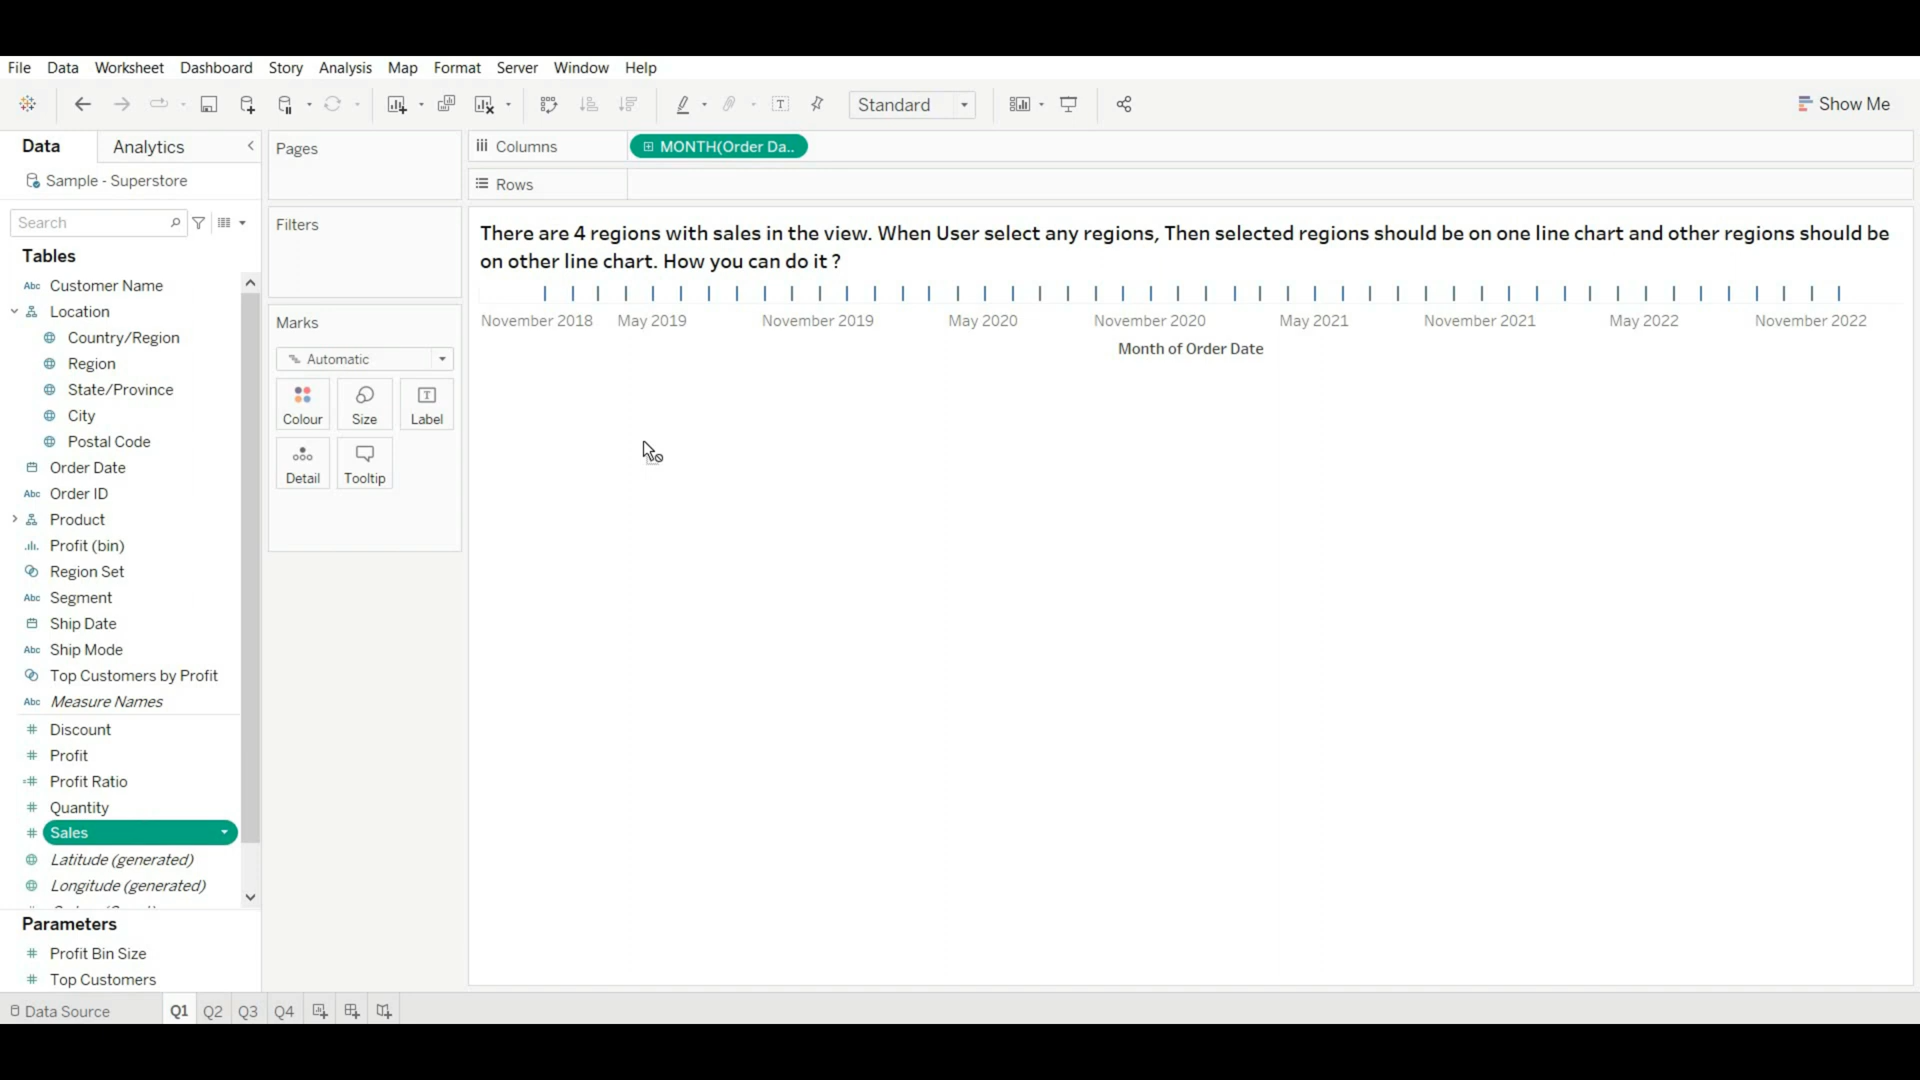 File Data Worksheet Dashboard Story Analysis Map Format Server Window Help
Standard
Show Me
Data Analytics
Sample - Superstore
Search
Tables
Abc Customer Name
Location
Country/Region
Region
State/Province
City
Postal Code
Order Date
Abc Order ID
Product
Profit (bin)
Region Set
Abc Segment
Ship Date
Abc Ship Mode
Top Customers by Profit
Abc Measure Names
# Discount
# Profit
=# Profit Ratio
# Quantity
# Sales
Latitude (generated)
Longitude (generated)
Parameters
# Profit Bin Size
# Top Customers
Pages
Filters
Marks
Automatic
Colour Size Label
Detail Tooltip
Columns MONTH(Order Da..
Rows
There are 4 regions with sales in the view. When User select any regions, Then selected regions should be on one line chart and other regions should be
on other line chart. How you can do it ?
November 2018 May 2019 November 2019 May 2020 November 2020 May 2021 November 2021 May 2022 November 2022
Month of Order Date
Data Source Q1 Q2 Q3 Q4